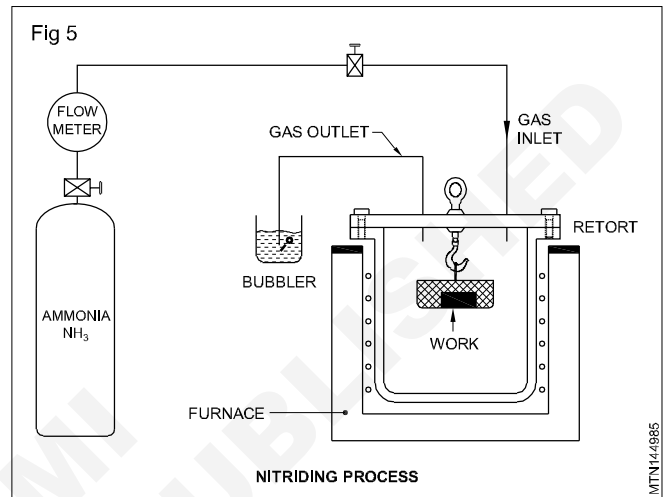 Fig 5
FLOW
METER
GAS OUTLET
GAS
INLET
RETORT
BUBBLER
AMMONIA
NH₃
WORK
FURNACE
NITRIDING PROCESS
MTN144985